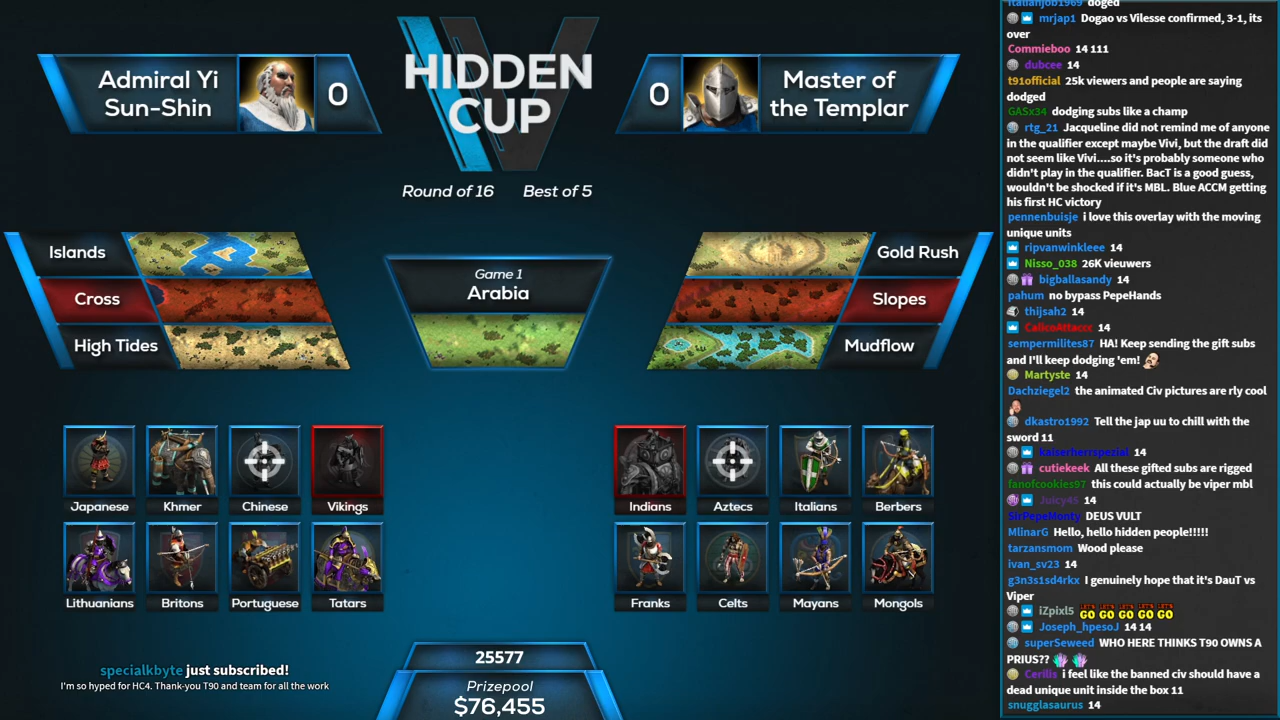 Admiral Yi
Sun-Shin
0
HIDDEN
CUP
V
0
Master of
the Templar
Round of 16
Best of 5
Islands
Cross
High Tides
Game 1
Arabia
Gold Rush
Slopes
Mudflow
Japanese
Khmer
Chinese
Vikings
Lithuanians
Britons
Portuguese
Tatars
Indians
Aztecs
Italians
Berbers
Franks
Celts
Mayans
Mongols
specialkbyte just subscribed!
I'm so hyped for HC4. Thank-you T90 and team for all the work
25577
Prizepool
$76,455
italianjob1969 doged
mrjap1 Dogao vs Vilesse confirmed, 3-1, its
over
Commieboo 14 111
dubcee 14
t91official 25k viewers and people are saying
dodged
GASx34 dodging subs like a champ
rtg_21 Jacqueline did not remind me of anyone
in the qualifier except maybe Vivi, but the draft did
not seem like Vivi....so it's probably someone who
didn't play in the qualifier. BacT is a good guess,
wouldn't be shocked if it's MBL. Blue ACCM getting
his first HC victory
pennenbuisje i love this overlay with the moving
unique units
ripvanwinkleee 14
Nisso_038 26K vieuwers
bigballasandy 14
pahum no bypass PepeHands
thijsah2 14
CalicoAttaccc 14
sempermilites87 HA! Keep sending the gift subs
and I'll keep dodging 'em!
Martyste 14
Dachziegel2 the animated Civ pictures are rly cool
dkastro1992 Tell the jap uu to chill with the
sword 11
kaiserherrspezial 14
cutiekeek All these gifted subs are rigged
fanofcookies97 this could actually be viper mbl
Juicy45 14
SirPepeMonty DEUS VULT
MlinarG Hello, hello hidden people!!!!!
tarzansmom Wood please
ivan_sv23 14
g3n3s1sd4rkx I genuinely hope that it's DauT vs
Viper
iZpixl5 LET'S GO LET'S GO LET'S GO LET'S GO LET'S GO
Joseph_hpesoJ 14 14
superSeweed WHO HERE THINKS T90 OWNS A
PRIUS??
Cerilis i feel like the banned civ should have a
dead unique unit inside the box 11
snugglasaurus 14